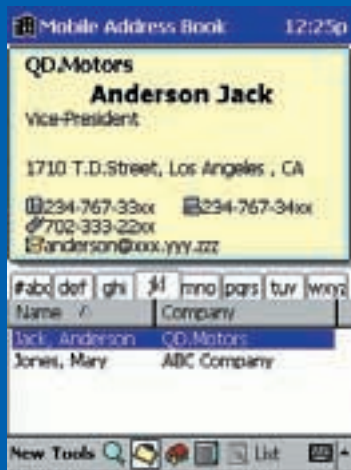 Mobile Address Book 12:25p
QD.Motors
Anderson Jack
Vice-President
1710 T.D.Street, Los Angeles , CA
234-767-33xx 234-767-34xx
702-333-22xx
anderson@xxx.yyy.zzz
#abc def ghi jkl mno pqrs tuv wxyz
Name / Company
Jack, Anderson QD.Motors
Jones, Mary ABC Company
New Tools List